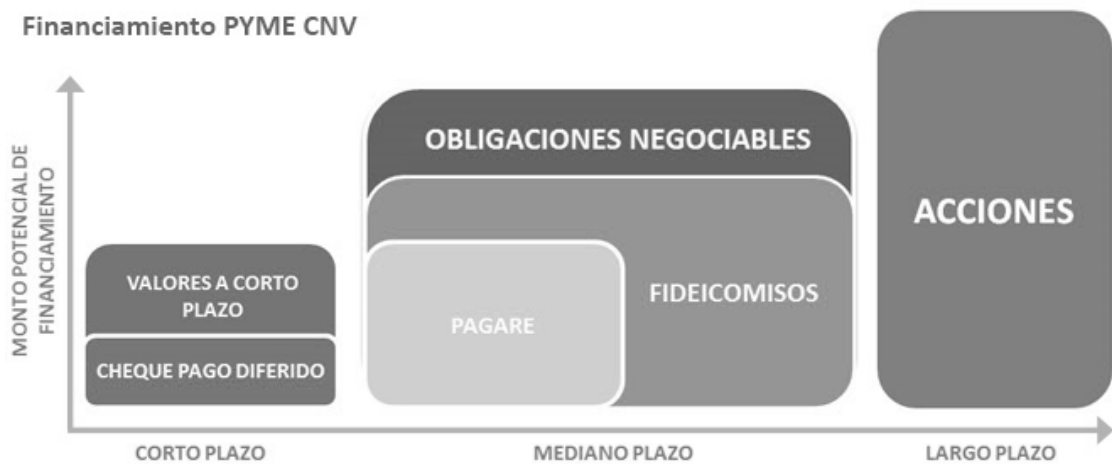 Financiamiento PYME CNV
MONTO POTENCIAL DE
FINANCIAMIENTO
VALORES A CORTO
PLAZO
CHEQUE PAGO DIFERIDO
OBLIGACIONES NEGOCIABLES
FIDEICOMISOS
PAGARE
ACCIONES
CORTO PLAZO
MEDIANO PLAZO
LARGO PLAZO